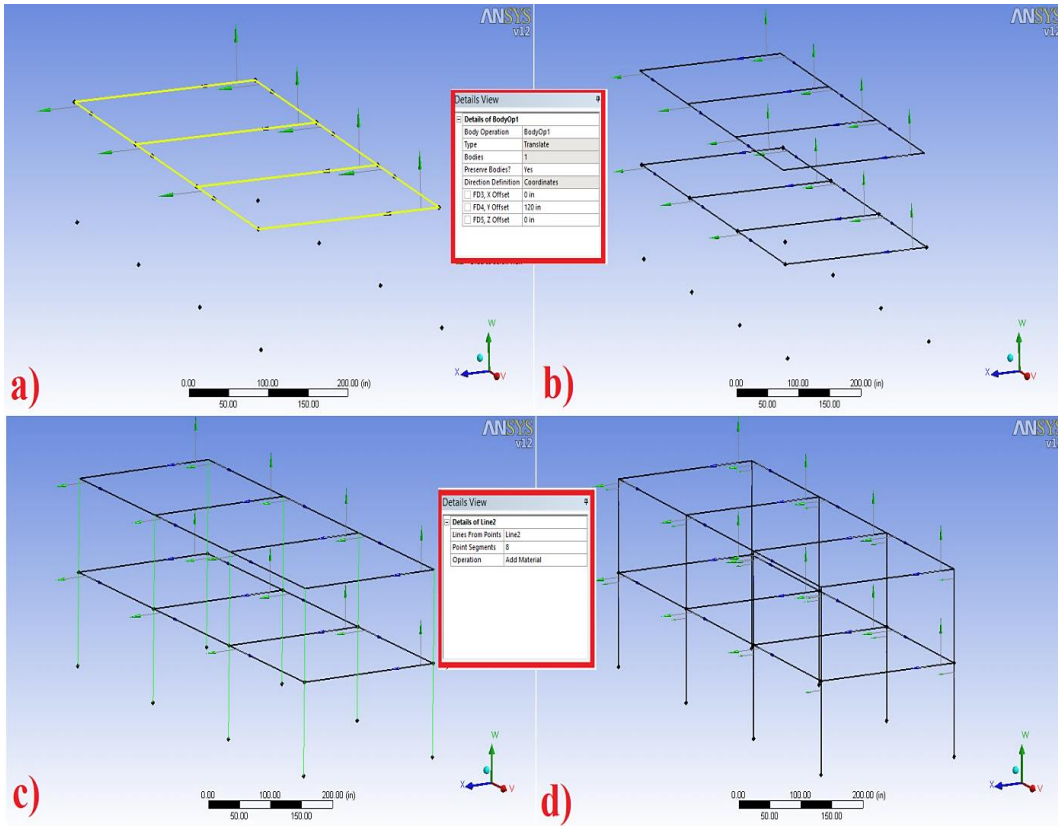 ANSYS
v12
0.00 100.00 200.00 (in)
50.00 150.00
X W V
a)
Details View
Details of BodyOp1
Body Operation BodyOp1
Type Translate
Bodies 1
Preserve Bodies? Yes
Direction Definition Coordinates
FD3, X Offset 0 in
FD4, Y Offset 120 in
FD5, Z Offset 0 in
ANSYS
v12
0.00 100.00 200.00 (in)
50.00 150.00
X W V
b)
ANSYS
v12
0.00 100.00 200.00 (in)
50.00 150.00
X W V
c)
Details View
Details of Line2
Lines From Points Line2
Point Segments 8
Operation Add Material
ANSYS
v12
0.00 100.00 200.00 (in)
50.00 150.00
X W V
d)